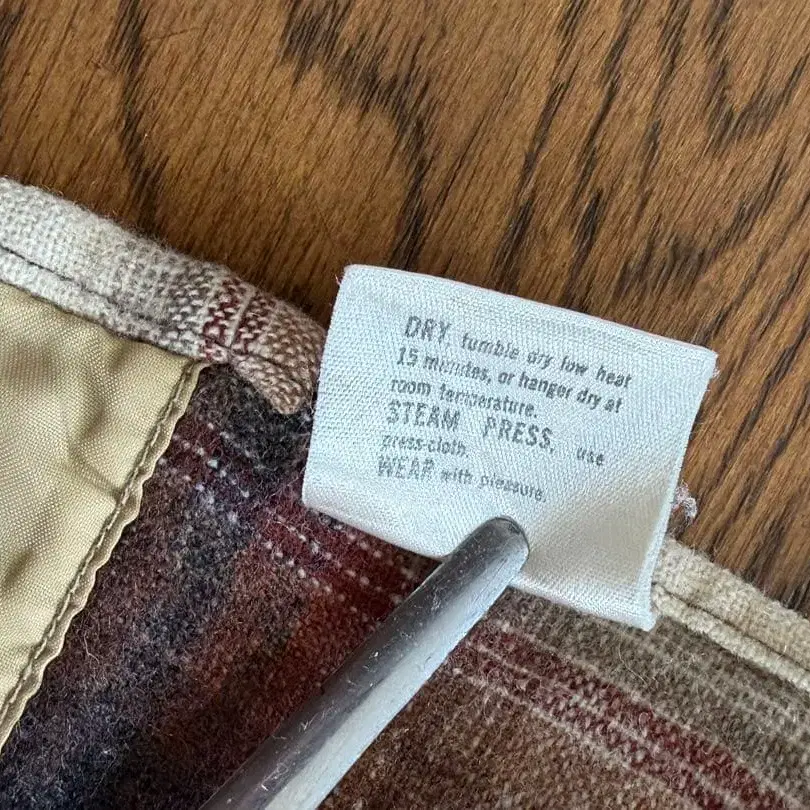 DRY, tumble dry low heat
15 minutes, or hanger dry at
room temperature.
STEAM PRESS, use
press-cloth.
WEAR with pleasure.